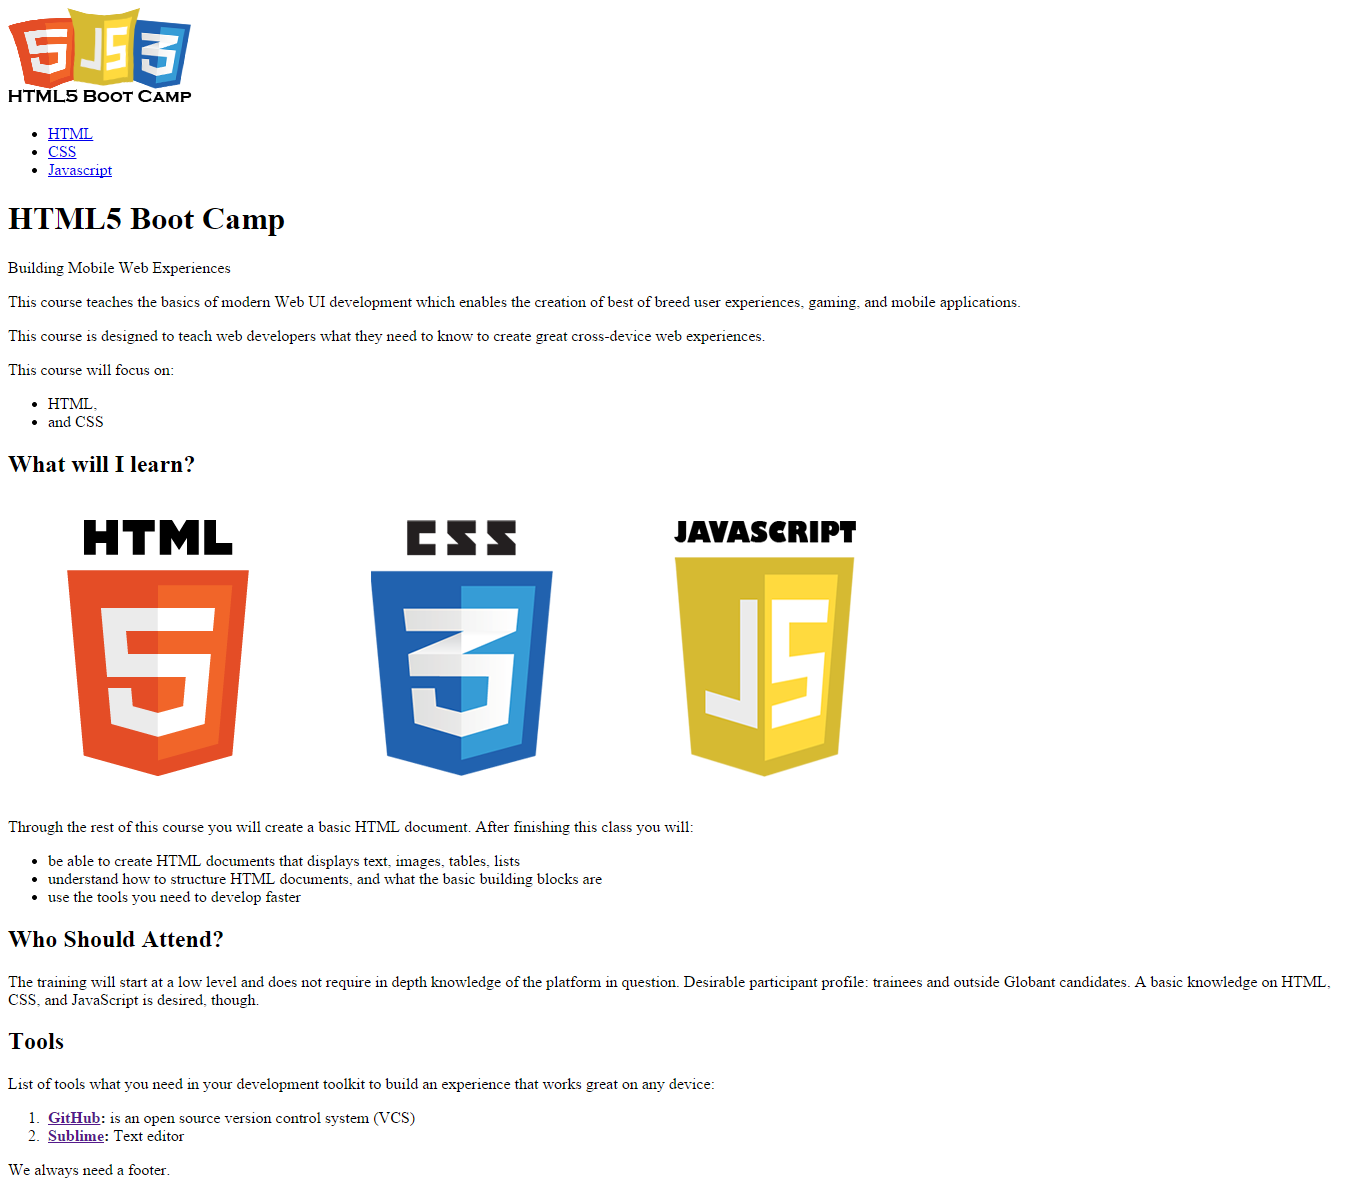 5 JS 3
HTML5 Boot Camp
HTML
CSS
Javascript
HTML5 Boot Camp
Building Mobile Web Experiences
This course teaches the basics of modern Web UI development which enables the creation of best of breed user experiences, gaming, and mobile applications.
This course is designed to teach web developers what they need to know to create great cross-device web experiences.
This course will focus on:
HTML,
and CSS
What will I learn?
HTML CSS JAVASCRIPT
5 3 JS
Through the rest of this course you will create a basic HTML document. After finishing this class you will:
be able to create HTML documents that displays text, images, tables, lists
understand how to structure HTML documents, and what the basic building blocks are
use the tools you need to develop faster
Who Should Attend?
The training will start at a low level and does not require in depth knowledge of the platform in question. Desirable participant profile: trainees and outside Globant candidates. A basic knowledge on HTML,
CSS, and JavaScript is desired, though.
Tools
List of tools what you need in your development toolkit to build an experience that works great on any device:
1. GitHub: is an open source version control system (VCS)
2. Sublime: Text editor
We always need a footer.